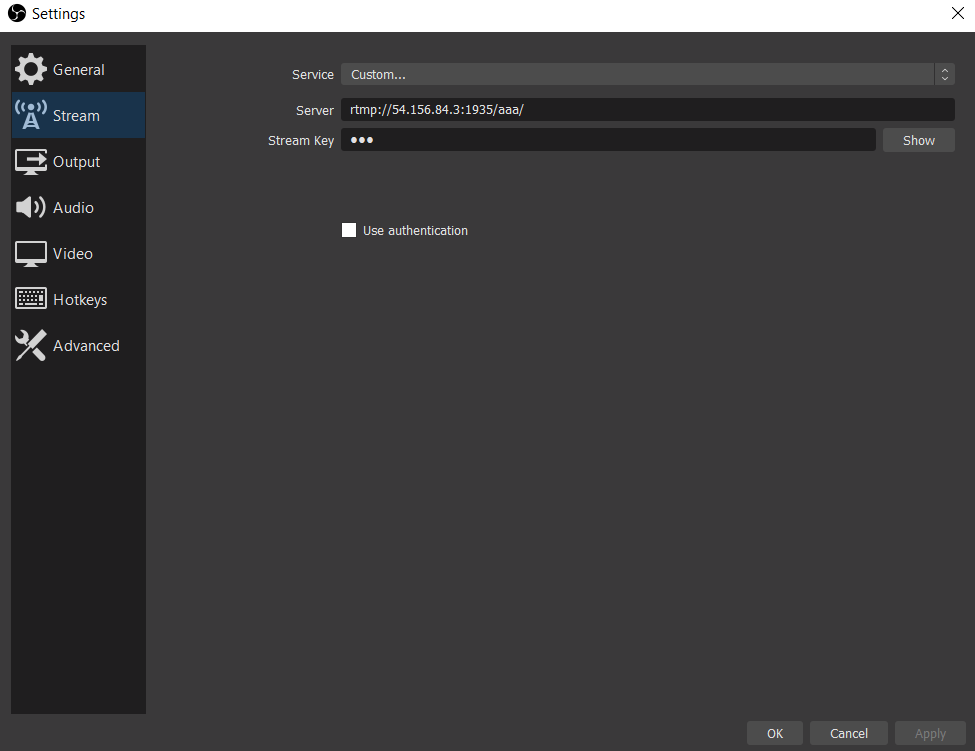 Settings
General
Stream
Output
Audio
Video
Hotkeys
Advanced
Service Custom...
Server rtmp://54.156.84.3:1935/aaa/
Stream Key ●●● Show
Use authentication
OK Cancel Apply